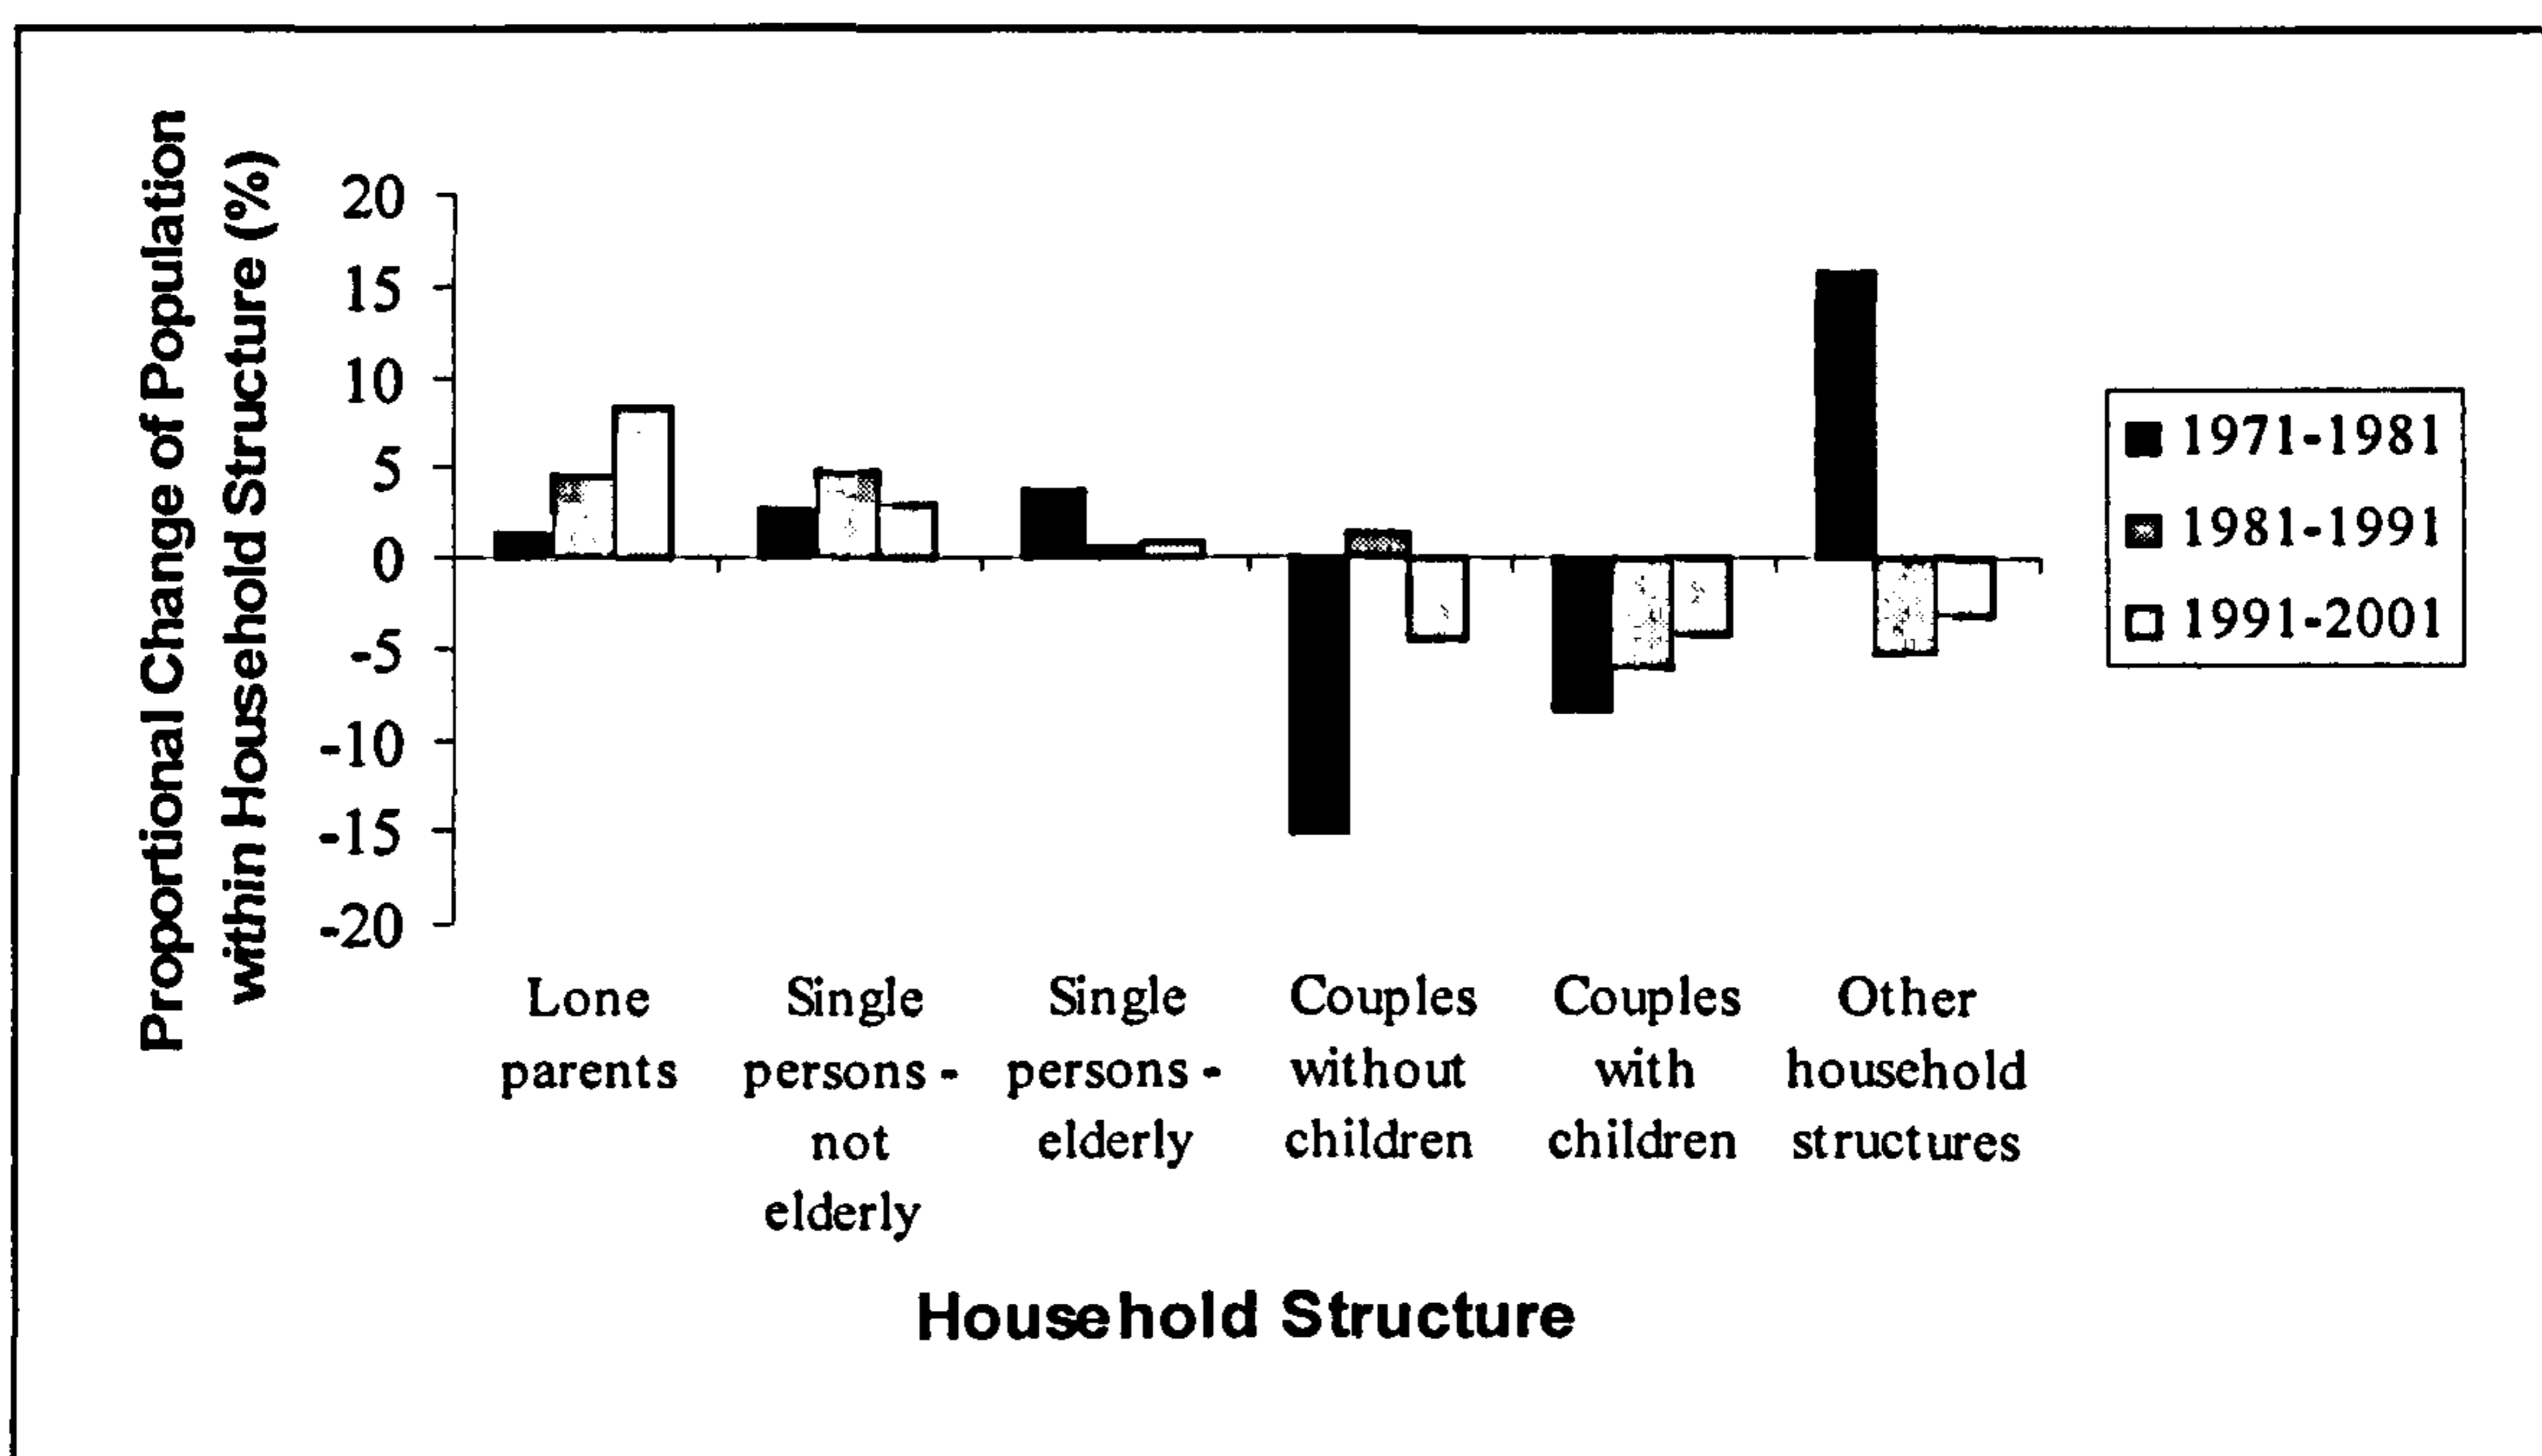 Proportional Change of Population
within Household Structure (%)
20
15
10
5
0
-5
-10
-15
-20
Lone
parents
Single
persons -
not
elderly
Single
persons -
elderly
Couples
without
children
Couples
with
children
Other
household
structures
Household Structure
1971-1981
1981-1991
1991-2001